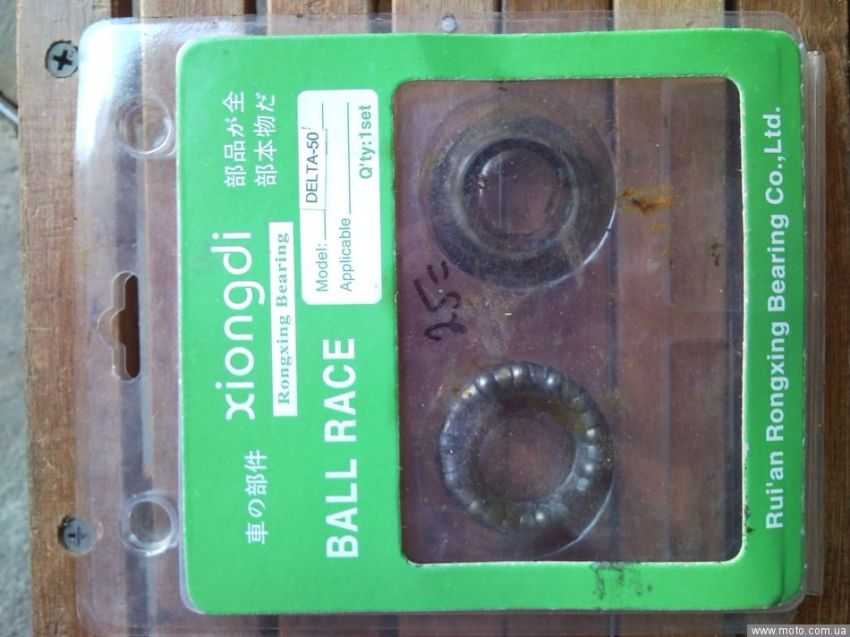 車の部件
部品が全
部本物だ
xiongdi
Rongxing Bearing
BALL RACE
Model: DELTA-50
Applicable
Q'ty:1set
25=
Rui'an Rongxing Bearing Co.,Ltd.
www.moto.com.ua